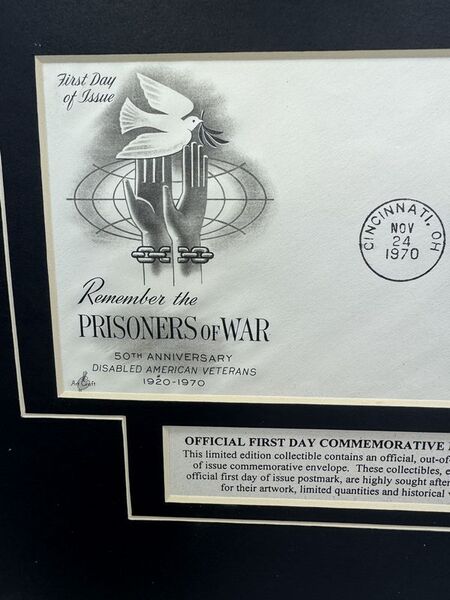 First Day
of Issue
CINCINNATI, OH
NOV
24
1970
Remember the
PRISONERS OF WAR
50TH ANNIVERSARY
DISABLED AMERICAN VETERANS
1920-1970
Art Craft
OFFICIAL FIRST DAY COMMEMORATIVE
This limited edition collectible contains an official, out-of-
of issue commemorative envelope. These collectibles, e
official first day of issue postmark, are highly sought after
for their artwork, limited quantities and historical